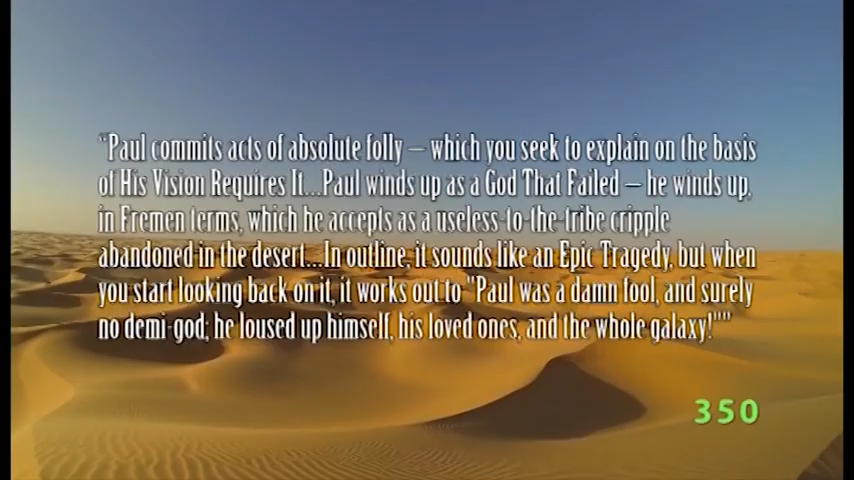 "Paul commits acts of absolute folly – which you seek to explain on the basis
of His Vision Requires It...Paul winds up as a God That Failed – he winds up,
in Fremen terms, which he accepts as a useless-to-the-tribe cripple
abandoned in the desert...In outline, it sounds like an Epic Tragedy, but when
you start looking back on it, it works out to "Paul was a damn fool, and surely
no demi-god; he loused up himself, his loved ones, and the whole galaxy!""
350